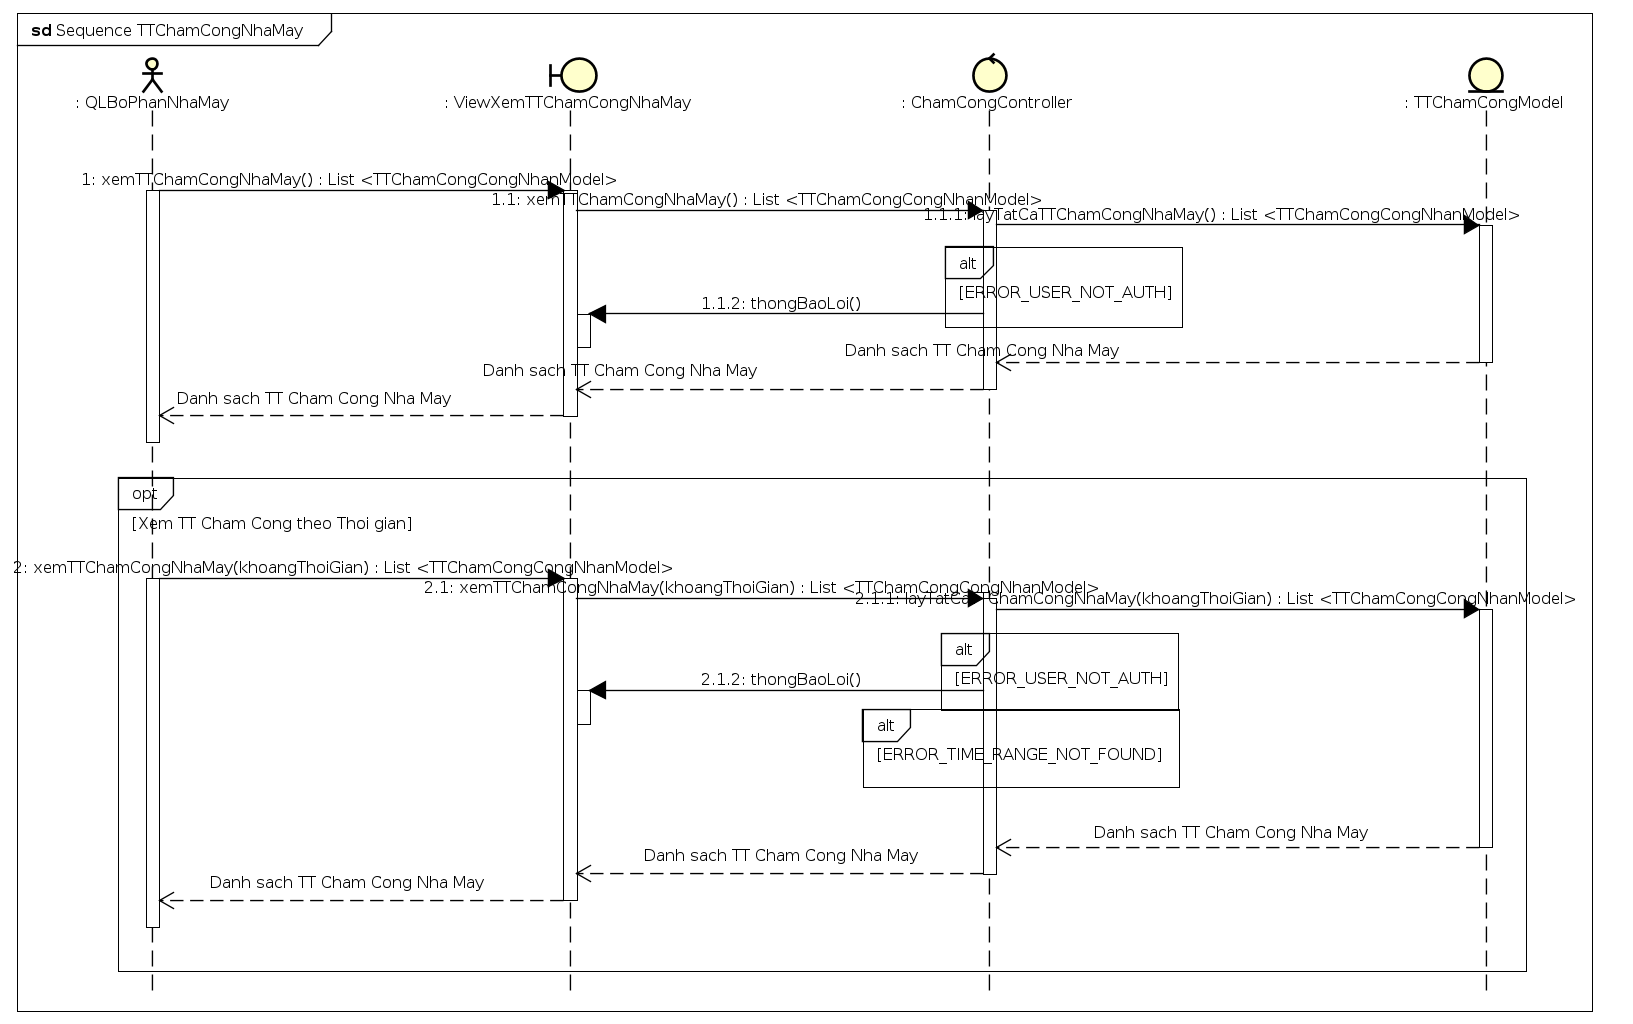 sd Sequence TTChamCongNhaMay
: QLBoPhanNhaMay
: ViewXemTTChamCongNhaMay
: ChamCongController
: TTChamCongModel
1: xemTTChamCongNhaMay() : List <TTChamCongCongNhanModel>
1.1: xemTTChamCongNhaMay() : List <TTChamCongCongNhanModel>
1.1.1: layTatCaTTChamCongNhaMay() : List <TTChamCongCongNhanModel>
alt
[ERROR_USER_NOT_AUTH]
1.1.2: thongBaoLoi()
Danh sach TT Cham Cong Nha May
Danh sach TT Cham Cong Nha May
Danh sach TT Cham Cong Nha May
opt
[Xem TT Cham Cong theo Thoi gian]
2: xemTTChamCongNhaMay(khoangThoiGian) : List <TTChamCongCongNhanModel>
2.1: xemTTChamCongNhaMay(khoangThoiGian) : List <TTChamCongCongNhanModel>
2.1.1: layTatCaTTChamCongNhaMay(khoangThoiGian) : List <TTChamCongCongNhanModel>
alt
[ERROR_USER_NOT_AUTH]
2.1.2: thongBaoLoi()
alt
[ERROR_TIME_RANGE_NOT_FOUND]
Danh sach TT Cham Cong Nha May
Danh sach TT Cham Cong Nha May
Danh sach TT Cham Cong Nha May